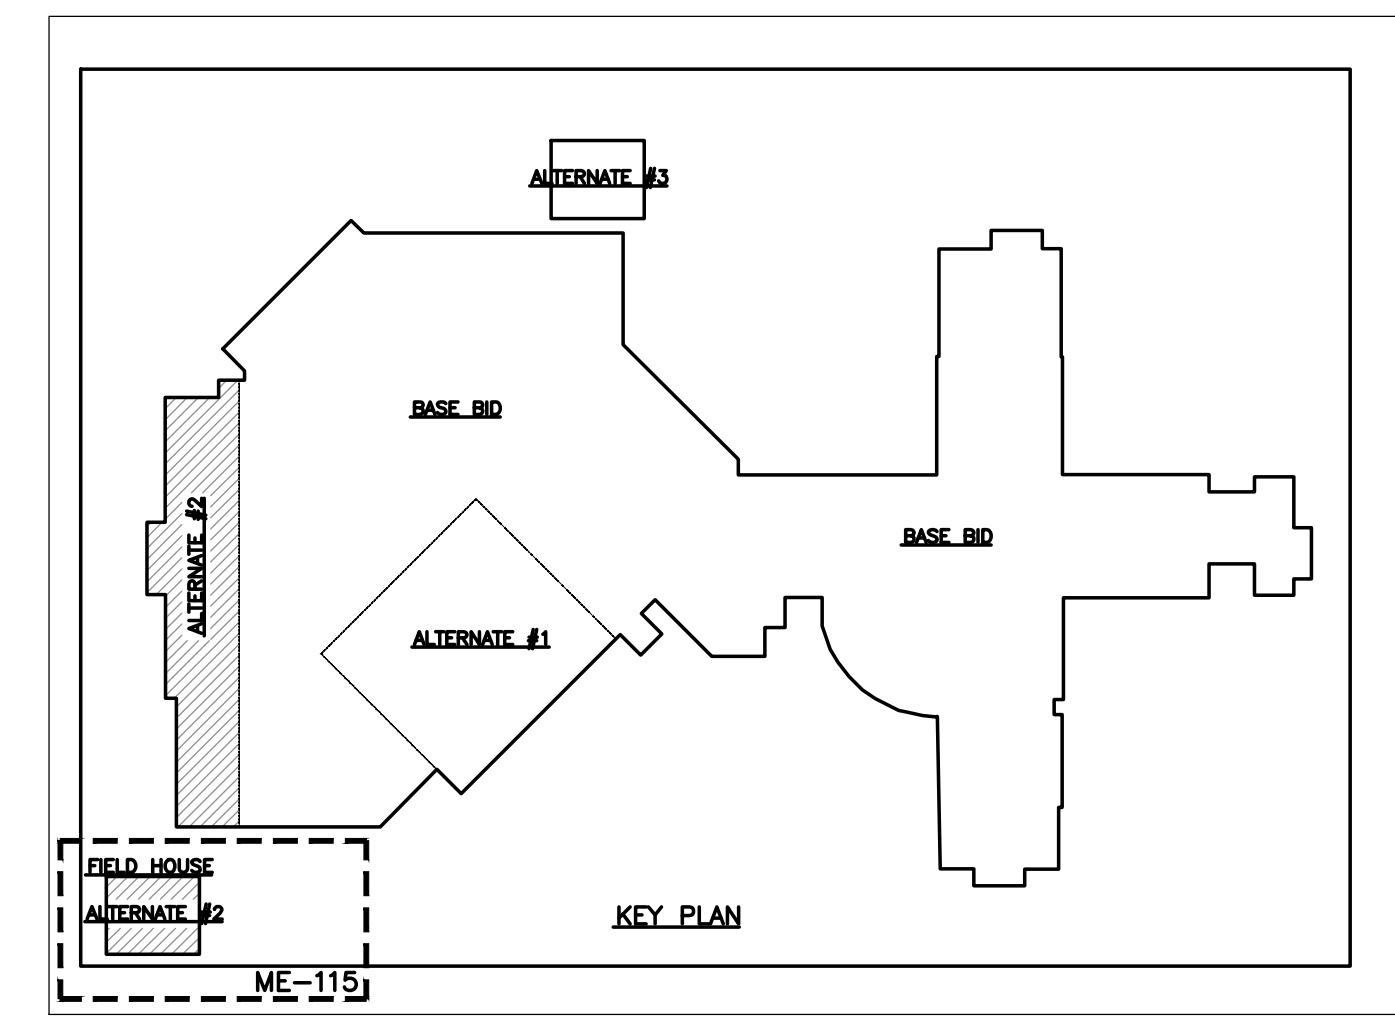 ALTERNATE #3
BASE BID
ALTERNATE #2
BASE BID
ALTERNATE #1
FIELD HOUSE
ALTERNATE #2
KEY PLAN
ME-115